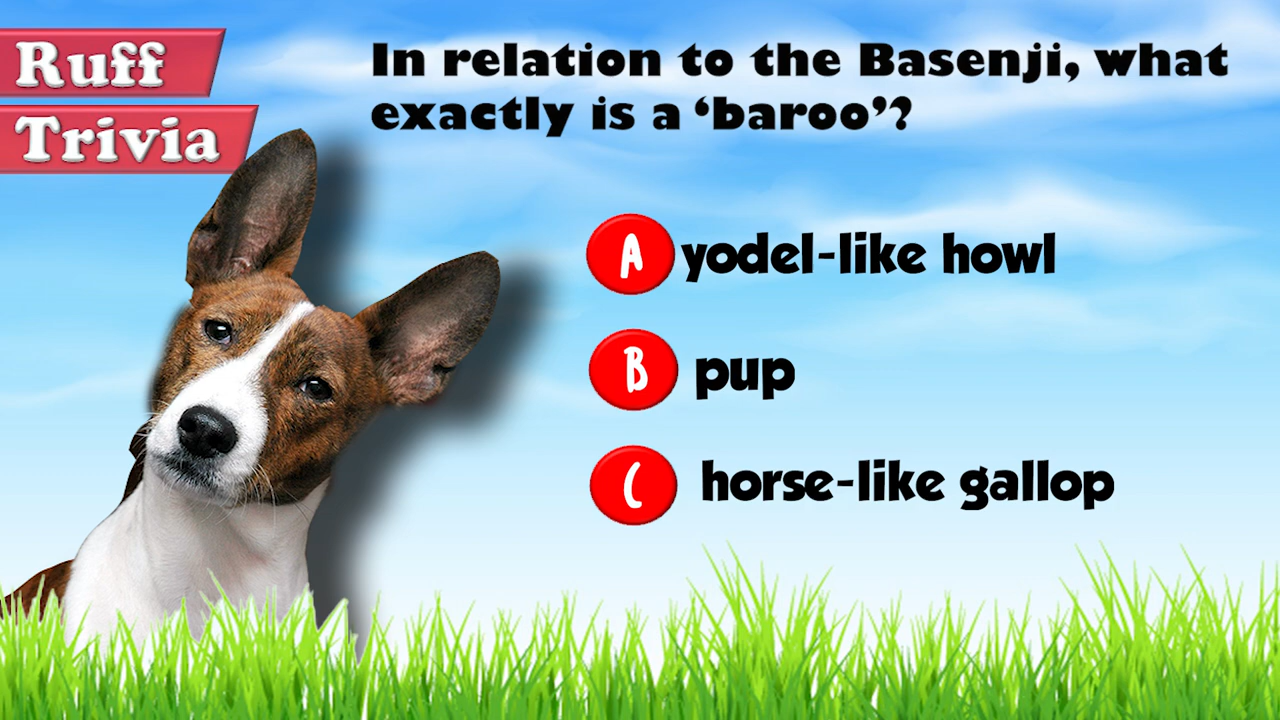 Ruff
Trivia
In relation to the Basenji, what
exactly is a ‘baroo’?
A yodel-like howl
B pup
C horse-like gallop